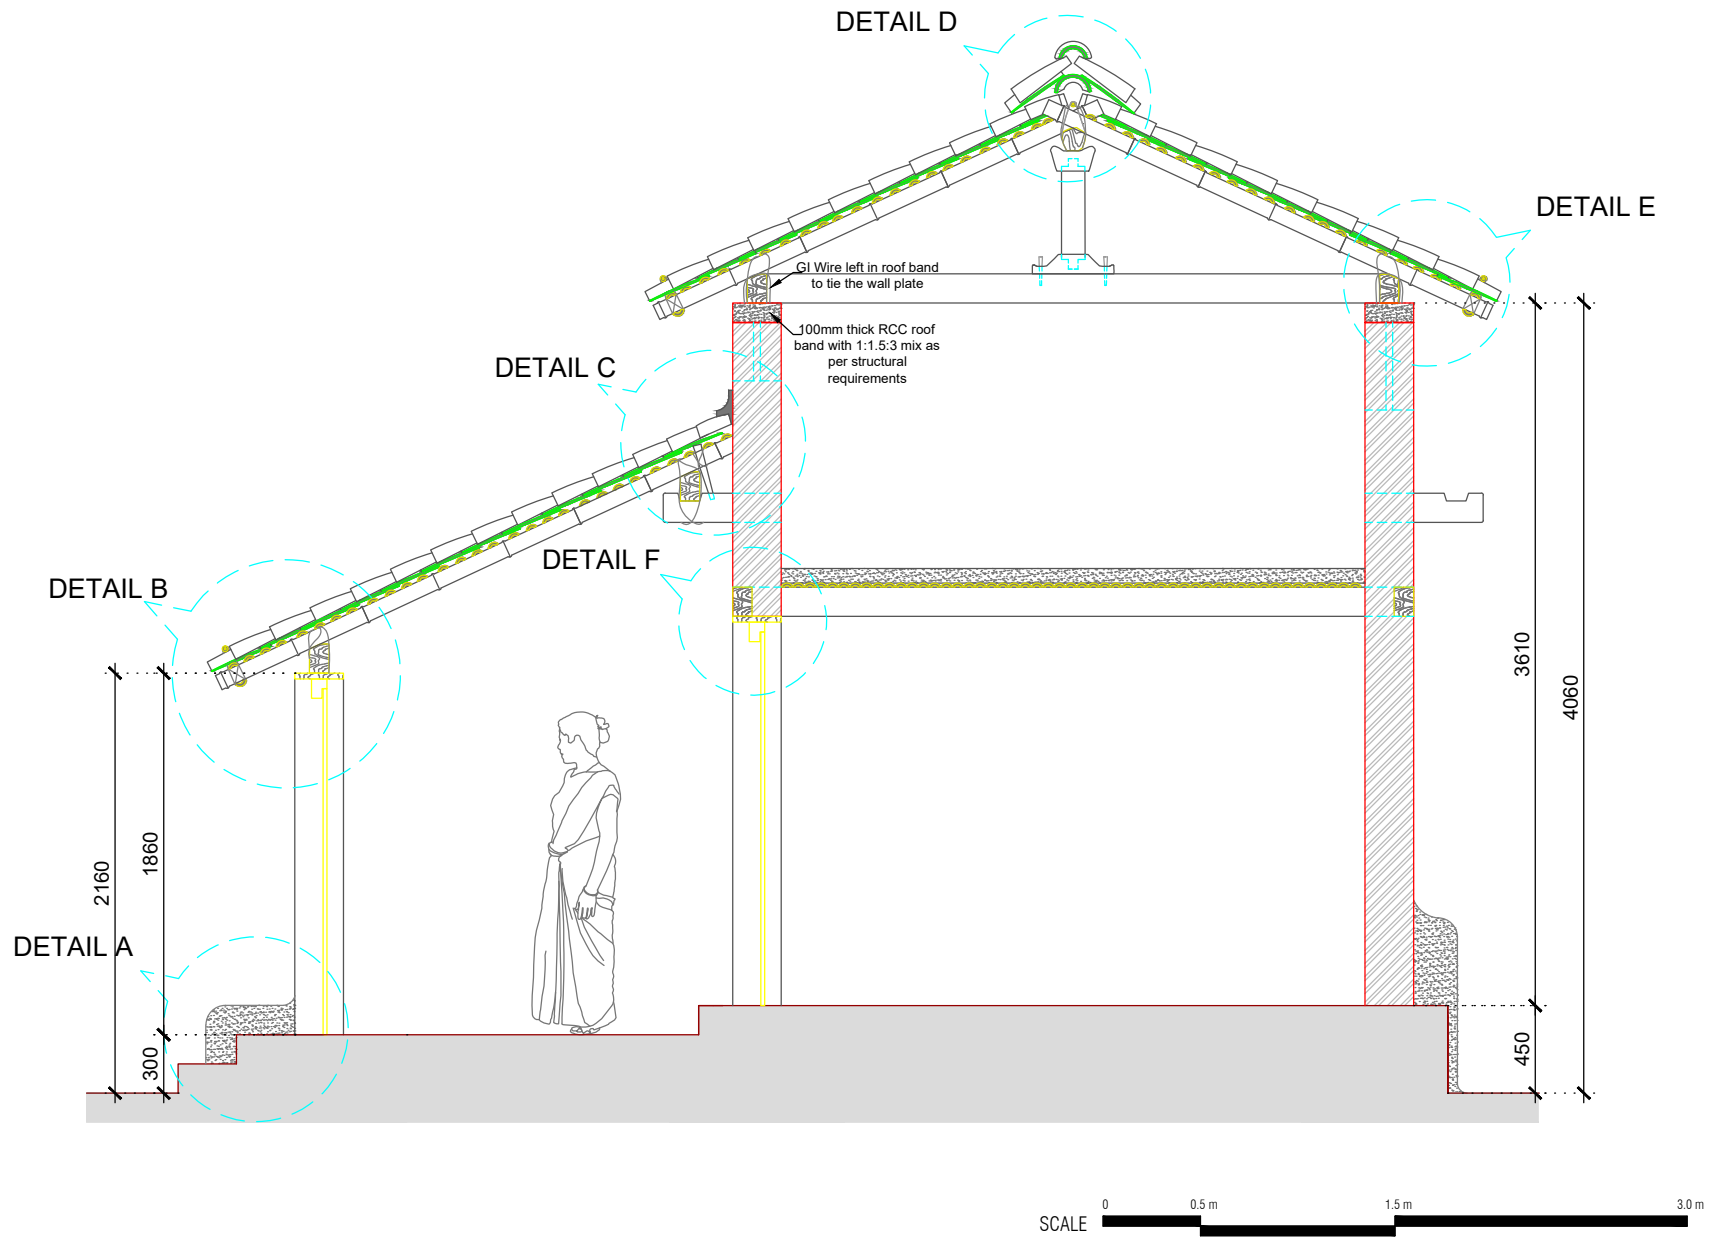 DETAIL D
DETAIL E
GI Wire left in roof band
to tie the wall plate
100mm thick RCC roof
band with 1:1.5:3 mix as
per structural
requirements
DETAIL C
DETAIL F
DETAIL B
3610
4060
1860
2160
DETAIL A
300
450
0 0.5 m 1.5 m 3.0 m
SCALE